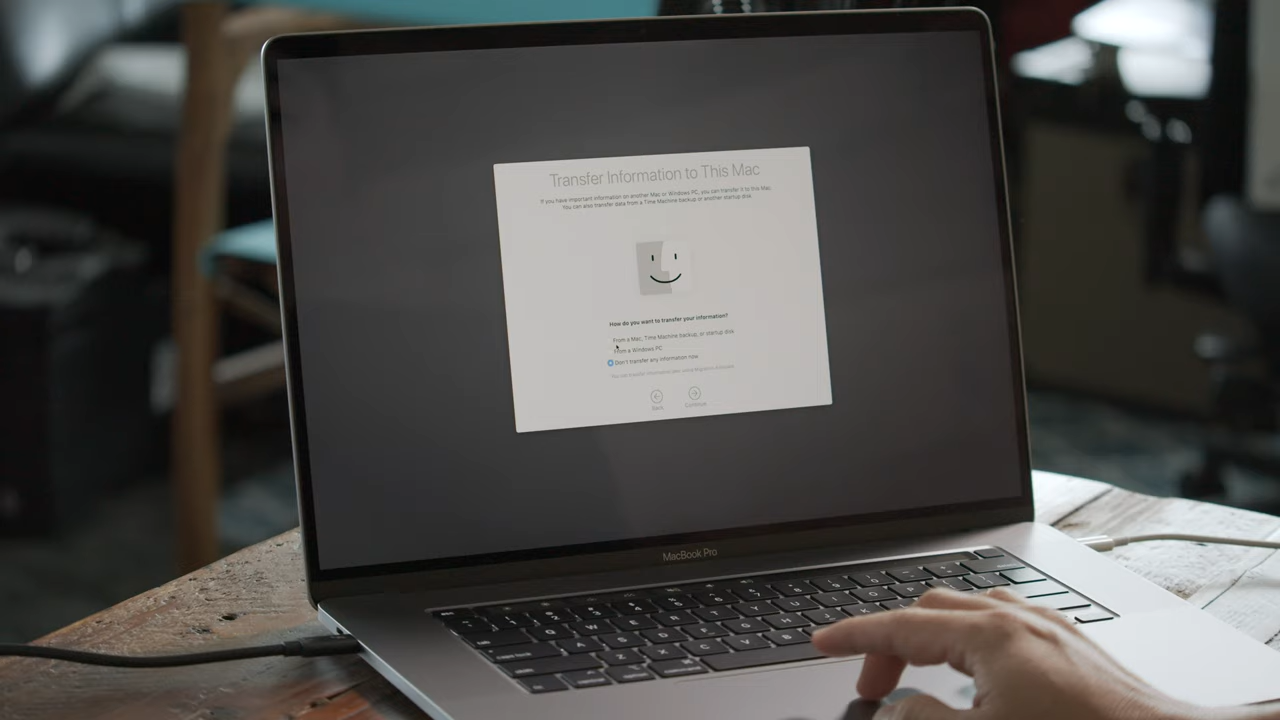 Transfer Information to This Mac
If you have important information on another Mac or Windows PC, you can transfer it to this Mac.
You can also transfer data from a Time Machine backup or another startup disk.
How do you want to transfer your information?
From a Mac, Time Machine backup, or startup disk
From a Windows PC
Don't transfer any information now
Back
Continue
MacBook Pro